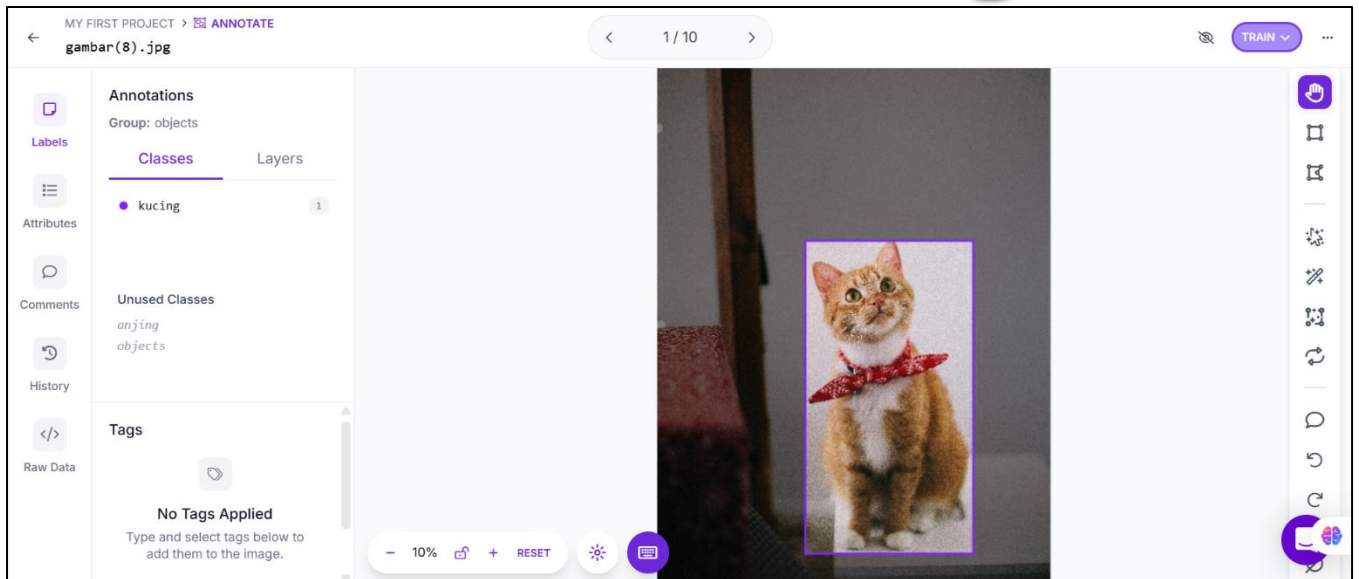 MY FIRST PROJECT > ANNOTATE
gambar(8).jpg
1 / 10
TRAIN
Labels
Attributes
Comments
History
Raw Data
Annotations
Group: objects
Classes
Layers
kucing
1
Unused Classes
anjing
objects
Tags
No Tags Applied
Type and select tags below to
add them to the image.
10%
RESET